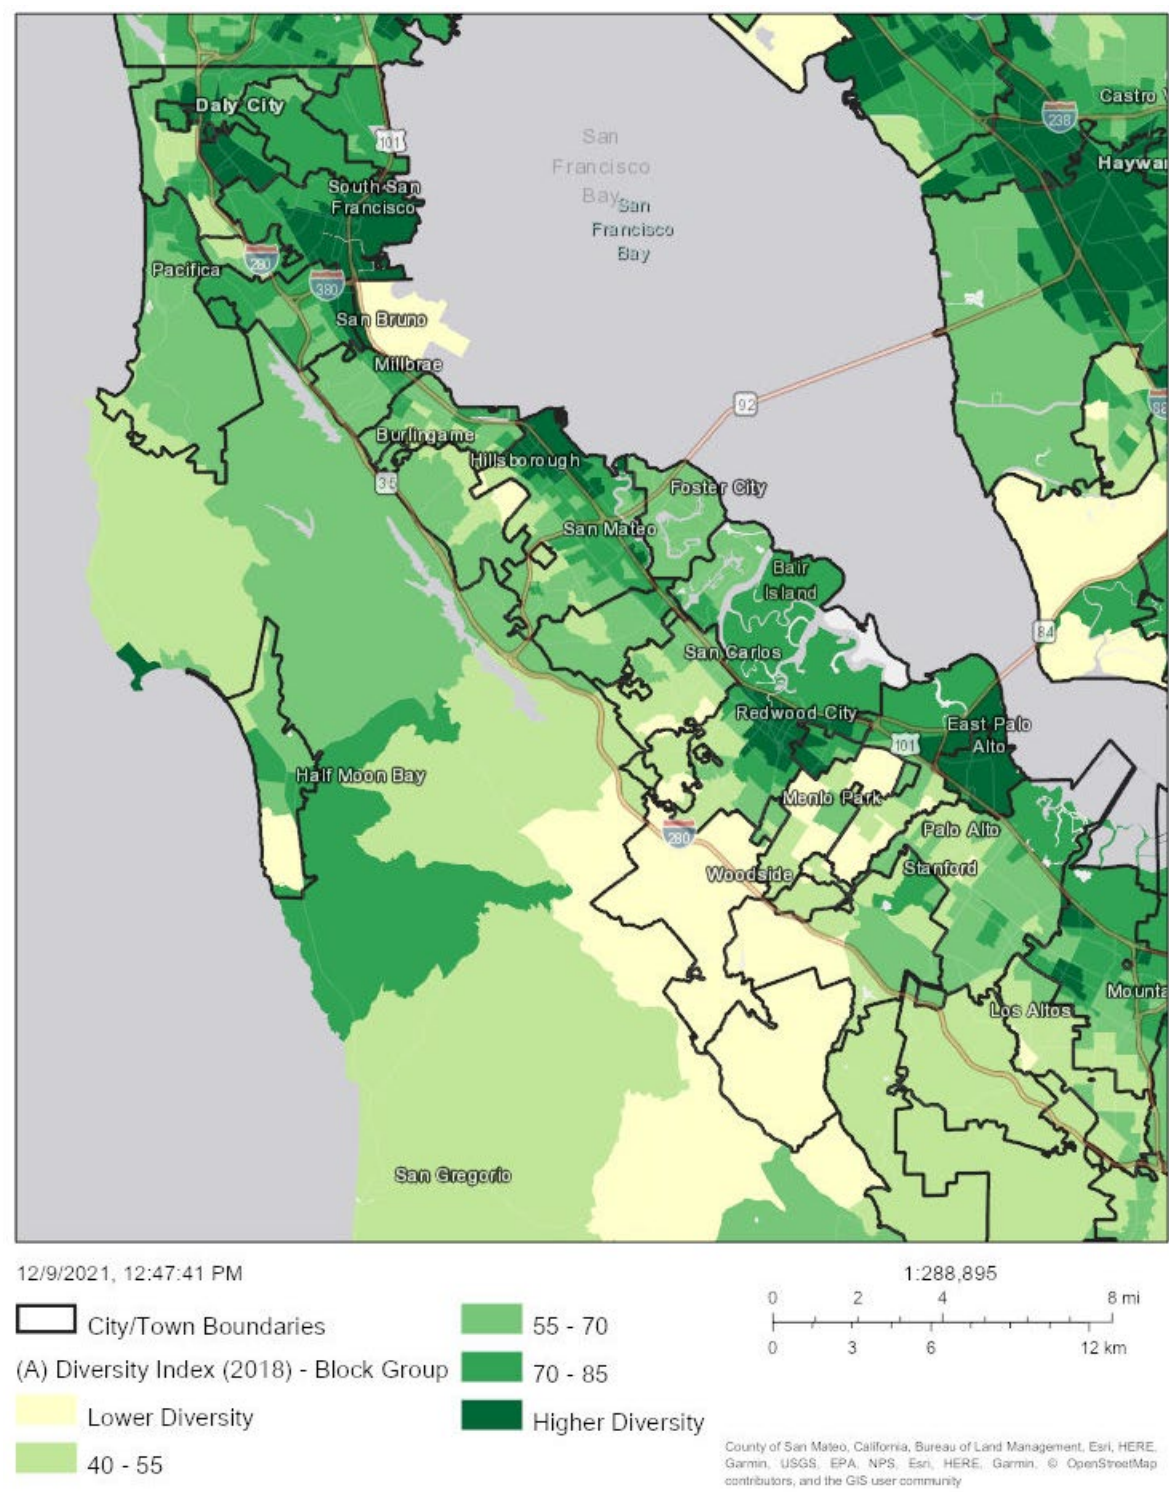 Daly City
101
238
Castro
Haywa
South San
Francisco
San
Francisco
Bay
San
Francisco
Bay
Pacifica
280
380
San Bruno
Millbrae
92
Burlingame
Hillsborough
35
Foster City
San Mateo
Bair
Island
84
San Carlos
Redwood City
East Palo
Alto
101
Half Moon Bay
Menlo Park
280
Palo Alto
Woodside
Stanford
Los Altos
Mounta
San Gregorio
12/9/2021, 12:47:41 PM
1:288,895
0 2 4 8 mi
0 3 6 12 km
City/Town Boundaries
(A) Diversity Index (2018) - Block Group
Lower Diversity
40 - 55
55 - 70
70 - 85
Higher Diversity
County of San Mateo, California, Bureau of Land Management, Esri, HERE,
Garmin, USGS, EPA, NPS, Esri, HERE, Garmin, © OpenStreetMap
contributors, and the GIS user community